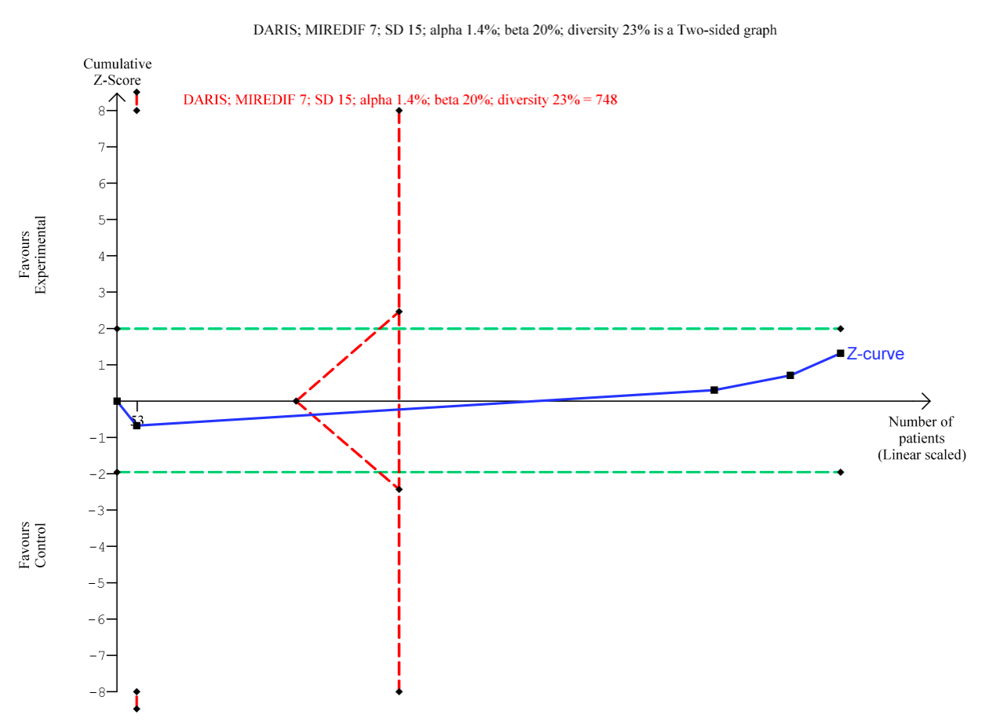 DARIS; MIREDIF 7; SD 15; alpha 1.4%; beta 20%; diversity 23% is a Two-sided graph
Cumulative
Z-Score
DARIS; MIREDIF 7; SD 15; alpha 1.4%; beta 20%; diversity 23% = 748
8
7
6
5
4
3
2
1
-1
-2
-3
-4
-5
-6
-7
-8
Favours
Experimental
Favours
Control
53
Z-curve
Number of
patients
(Linear scaled)